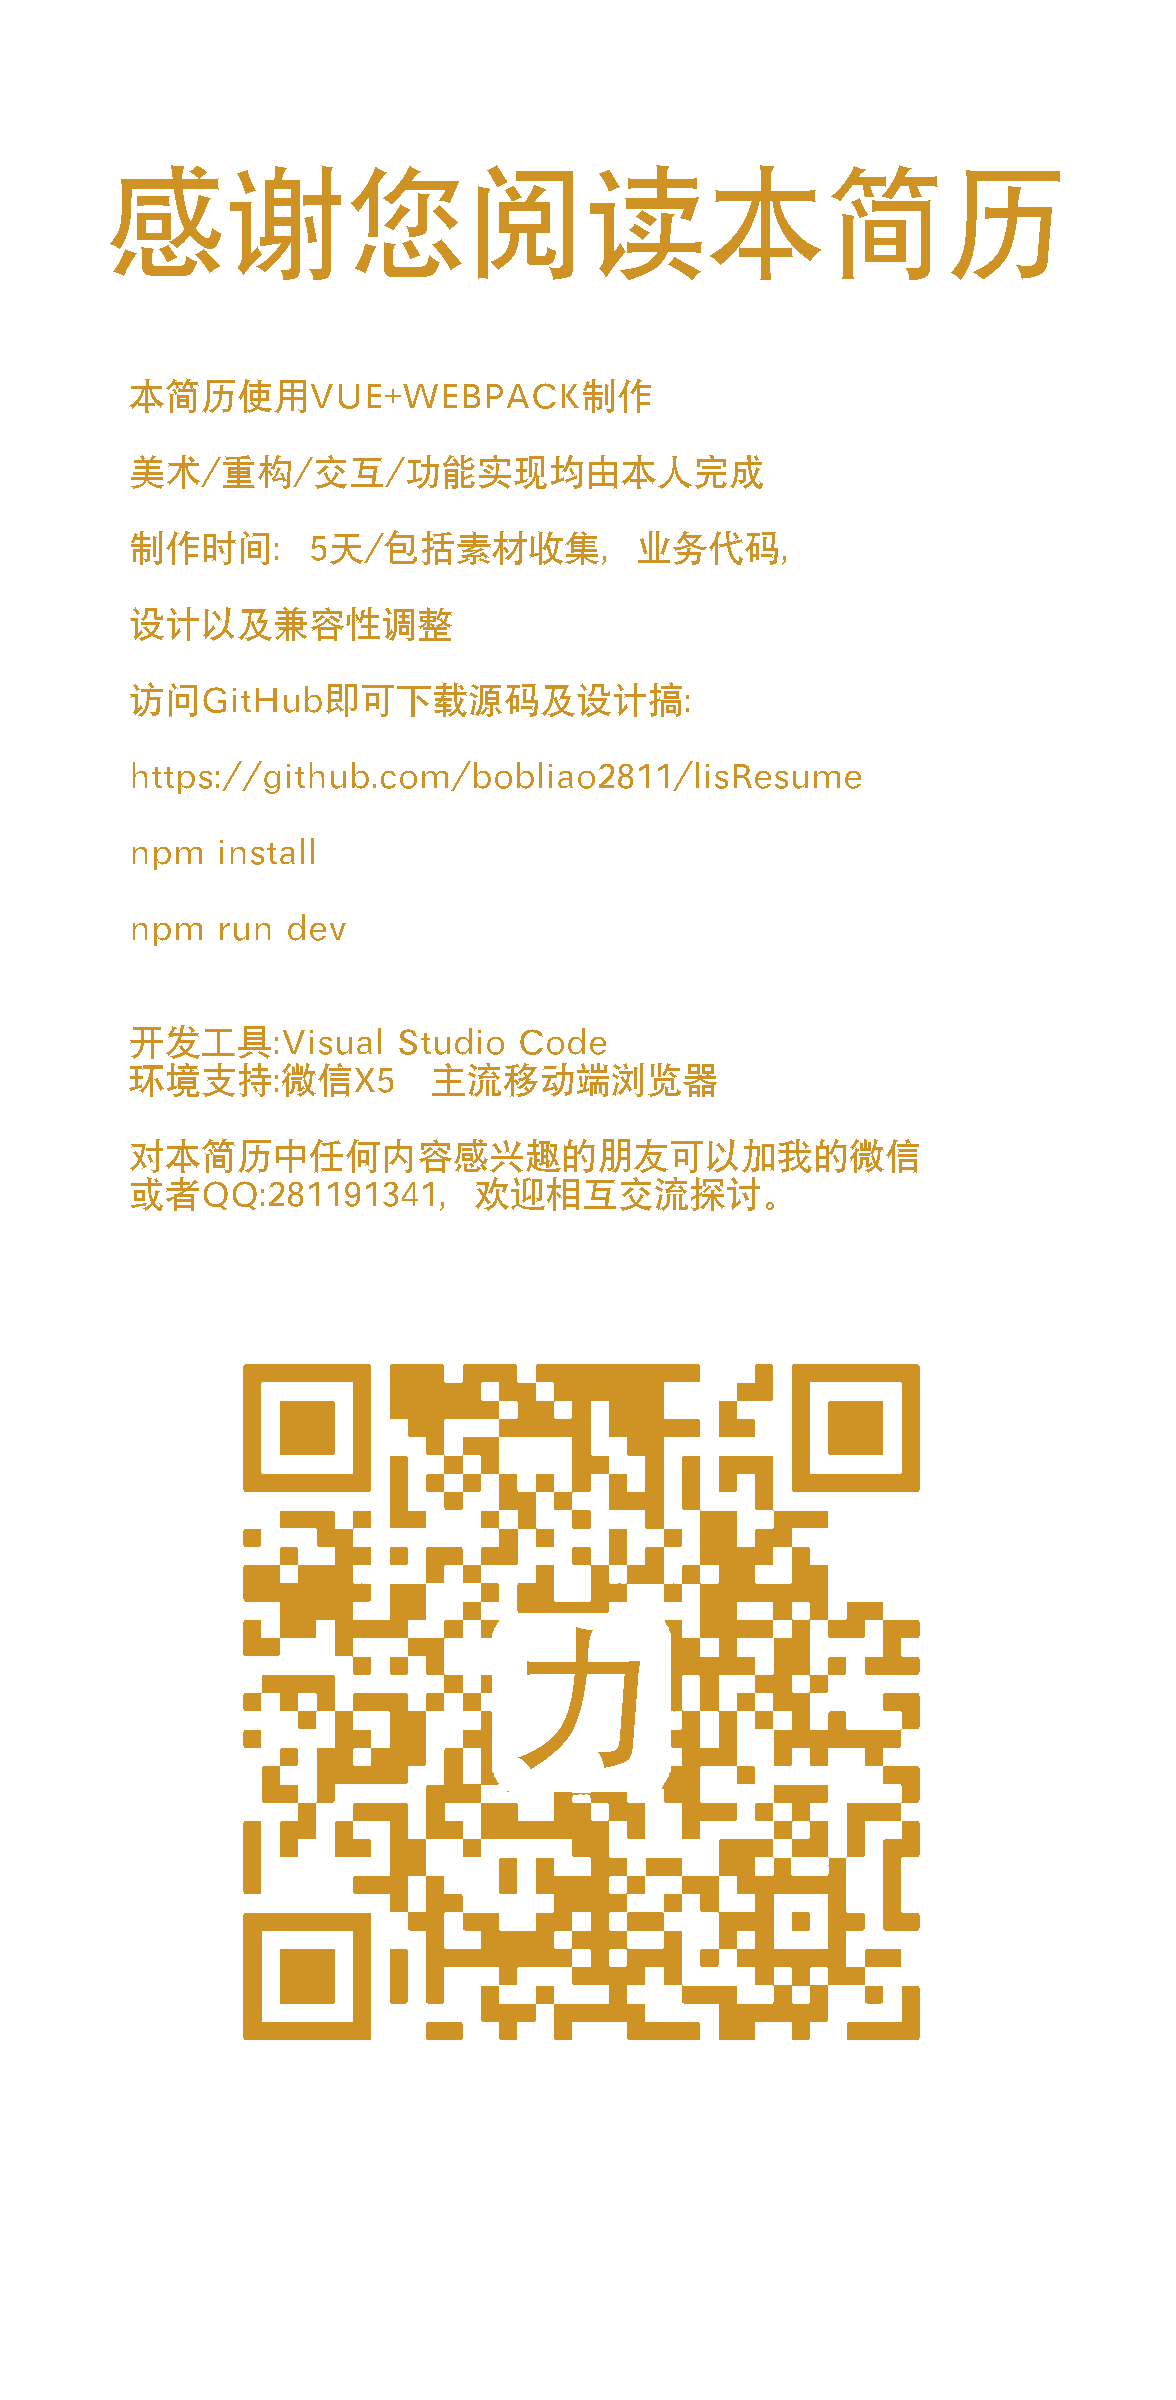 感谢您阅读本简历
本简历使用VUE+WEBPACK制作
美术/重构/交互/功能实现均由本人完成
制作时间: 5天/包括素材收集, 业务代码,
设计以及兼容性调整
访问GitHub即可下载源码及设计搞:
https://github.com/bobliao2811/lisResume
npm install
npm run dev
开发工具:Visual Studio Code
环境支持:微信X5 主流移动端浏览器
对本简历中任何内容感兴趣的朋友可以加我的微信
或者QQ:281191341, 欢迎相互交流探讨。
力